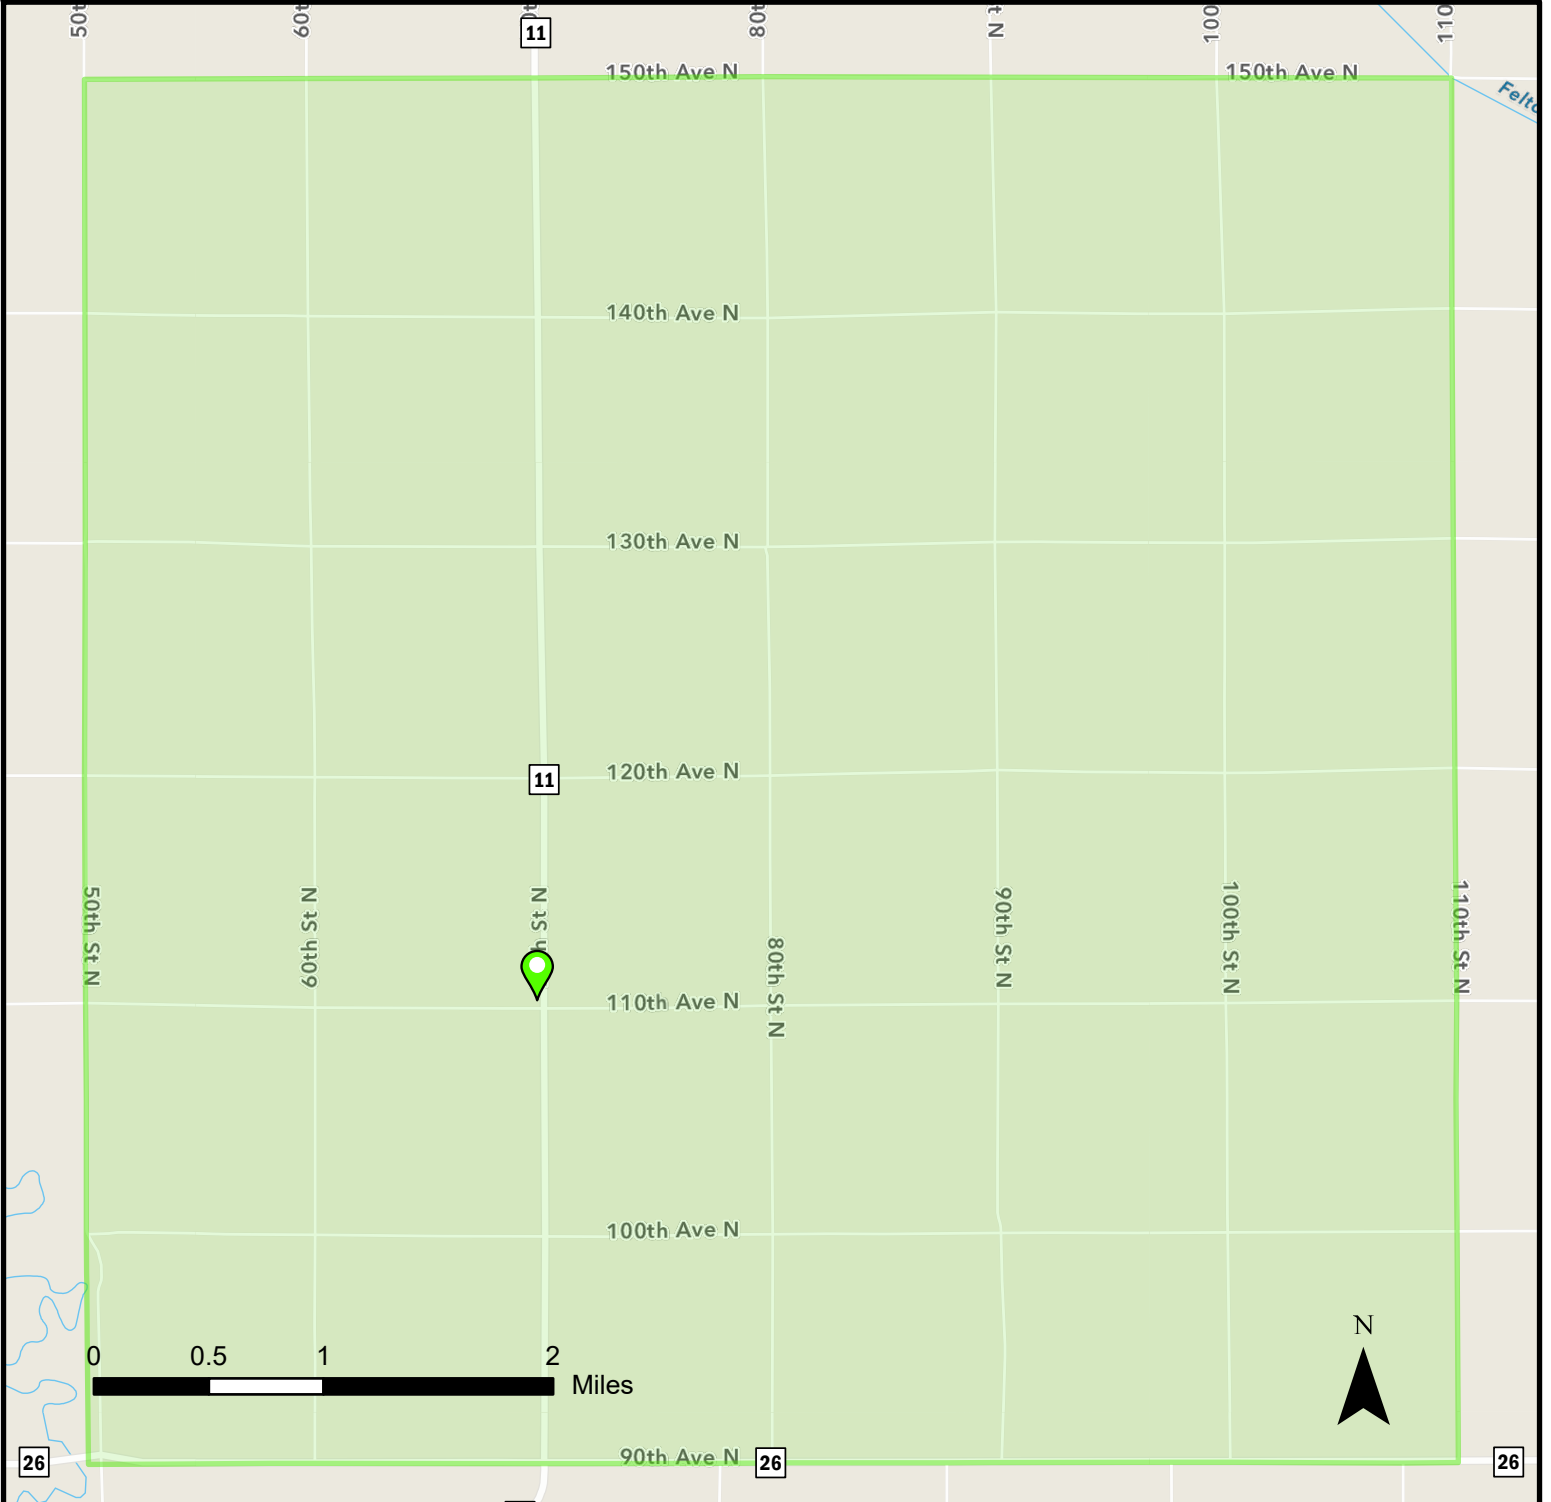 50t
60t
11
80t
N t
100
110
150th Ave N
150th Ave N
Felto
140th Ave N
130th Ave N
120th Ave N
11
50th St N
60th St N
h St N
80th St N
90th St N
100th St N
110th St N
110th Ave N
100th Ave N
N
0 0.5 1 2
Miles
90th Ave N
26
26
26